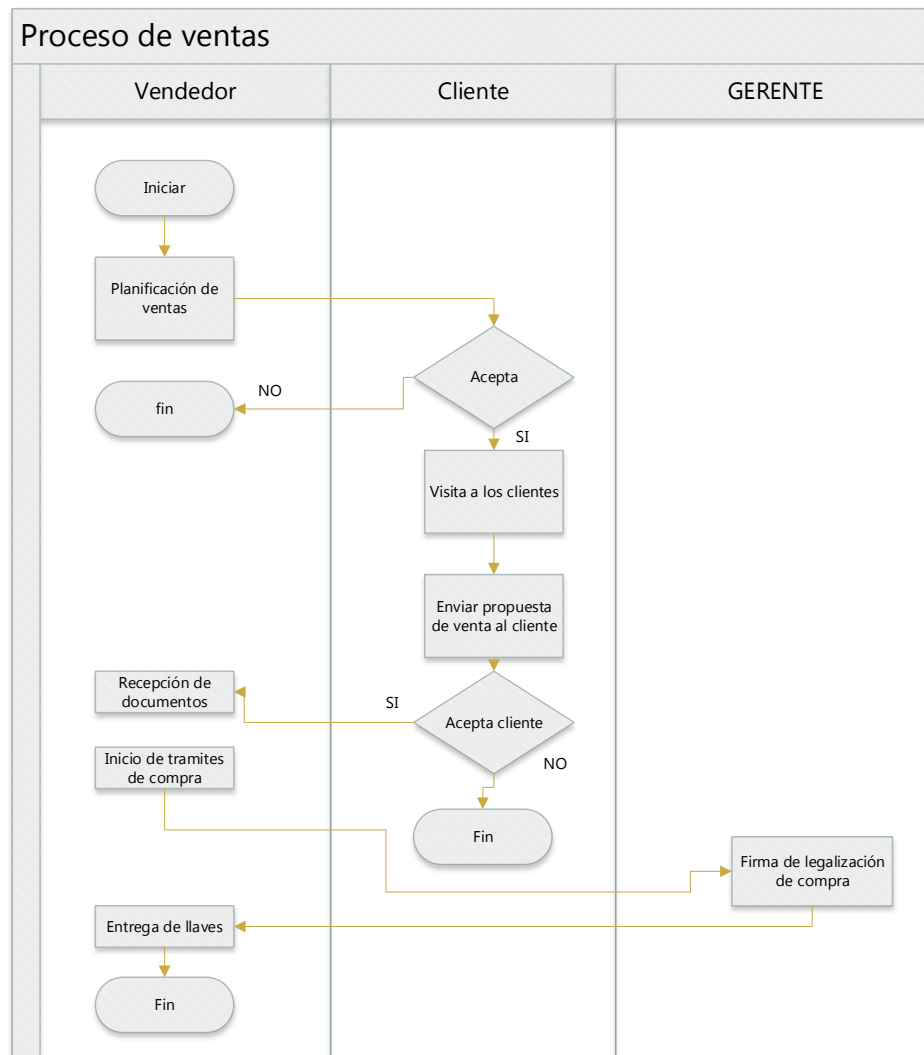 Proceso de ventas
Vendedor
Cliente
GERENTE
Iniciar
Planificación de
ventas
Acepta
NO
fin
SI
Visita a los clientes
Enviar propuesta
de venta al cliente
Recepción de
documentos
SI
Acepta cliente
Inicio de tramites
de compra
NO
Fin
Firma de legalización
de compra
Entrega de llaves
Fin